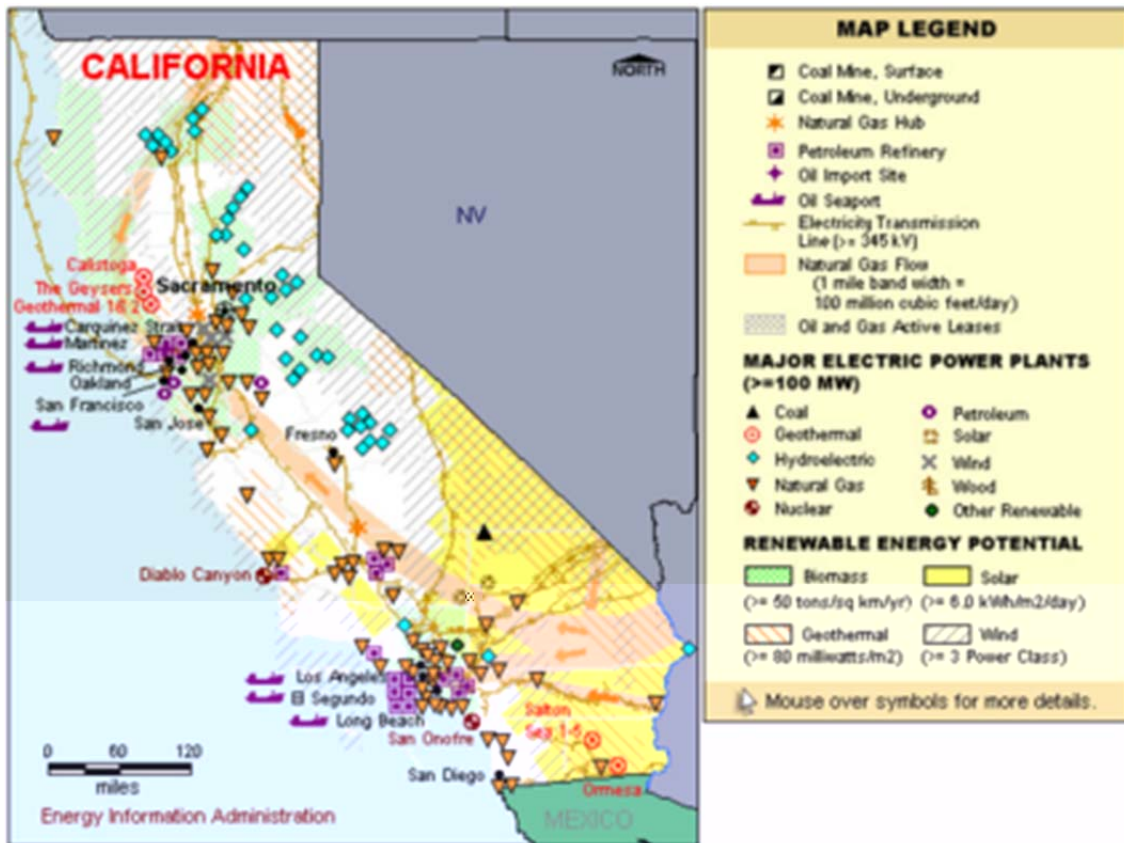 CALIFORNIA
NORTH
NV
Calistoga
The Geysers
Geothermal 1& 2
Sacramento
Carquinez Strait
Martinez
Richmond
Oakland
San Francisco
San Jose
Fresno
Diablo Canyon
Los Angeles
El Segundo
Long Beach
San Onofre
Salton
Sea 1-5
San Diego
Ormesa
MEXICO
0 60 120
miles
Energy Information Administration
MAP LEGEND
Coal Mine, Surface
Coal Mine, Underground
Natural Gas Hub
Petroleum Refinery
Oil Import Site
Oil Seaport
Electricity Transmission
Line (>= 345 kV)
Natural Gas Flow
(1 mile band width =
100 million cubic feet/day)
Oil and Gas Active Leases
MAJOR ELECTRIC POWER PLANTS
(>=100 MW)
Coal
Geothermal
Hydroelectric
Natural Gas
Nuclear
Petroleum
Solar
Wind
Wood
Other Renewable
RENEWABLE ENERGY POTENTIAL
Biomass
(>= 50 tons/sq km/yr)
Solar
(>= 6.0 kWh/m2/day)
Geothermal
(>= 80 milliwatts/m2)
Wind
(>= 3 Power Class)
Mouse over symbols for more details.